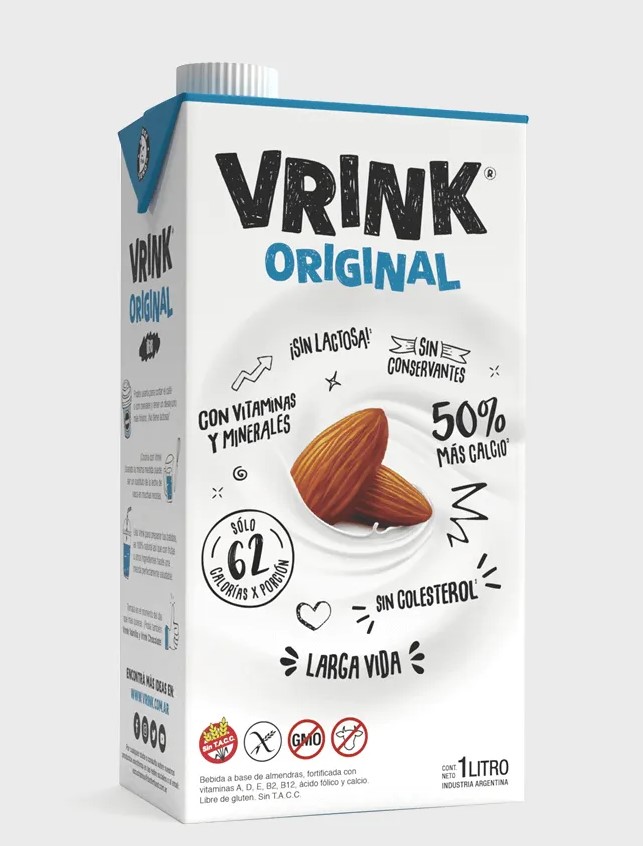 VRINK®
ORIGINAL
¡SIN LACTOSA!
SIN
CONSERVANTES
CON VITAMINAS
Y MINERALES
50%
MÁS CALCIO
SÓLO
62
CALORÍAS X PORCIÓN
SIN COLESTEROL
LARGA VIDA
Sin T.A.C.C.
GMO
Bebida a base de almendras, fortificada con
vitaminas A, D, E, B2, B12, ácido fólico y calcio.
Libre de gluten. Sin T.A.C.C.
CONT.
NETO
1 LITRO
INDUSTRIA ARGENTINA
VRINK
ORIGINAL
ENCONTRÁ MÁS IDEAS EN:
WWW.VRINK.COM.AR